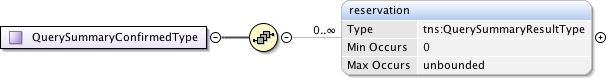 reservation
QuerySummaryConfirmedType
0..∞
Type tns:QuerySummaryResultType
Min Occurs 0
Max Occurs unbounded